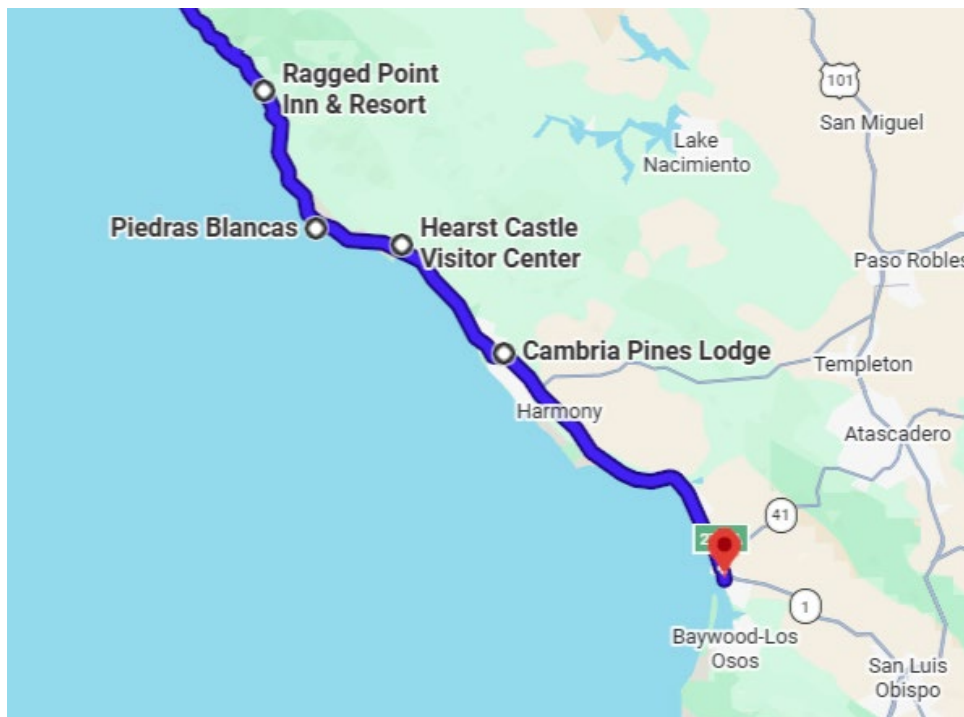 Ragged Point
Inn & Resort
101
San Miguel
Lake
Nacimiento
Piedras Blancas
Hearst Castle
Visitor Center
Paso Robles
Cambria Pines Lodge
Templeton
Harmony
Atascadero
41
1
Baywood-Los
Osos
San Luis
Obispo